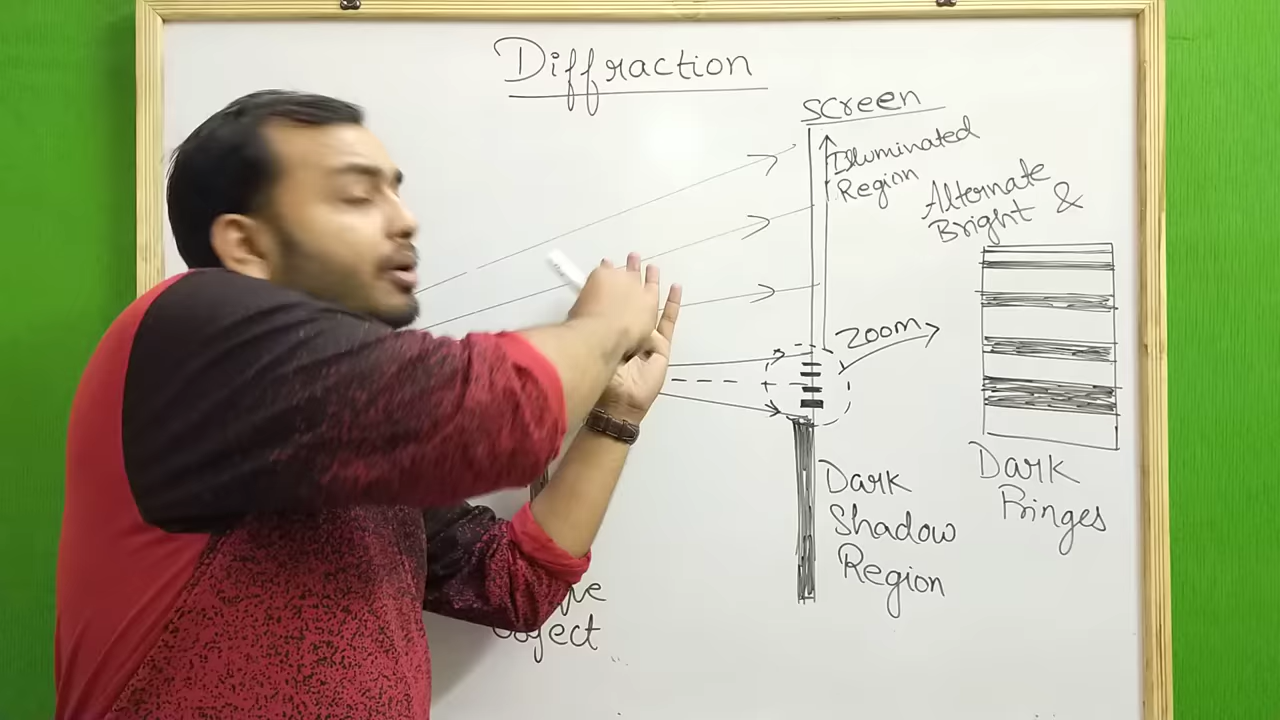 Diffraction
Screen
Illuminated
Region
Alternate
Bright &
Zoom
Dark
Fringes
Dark
Shadow
Region
Object